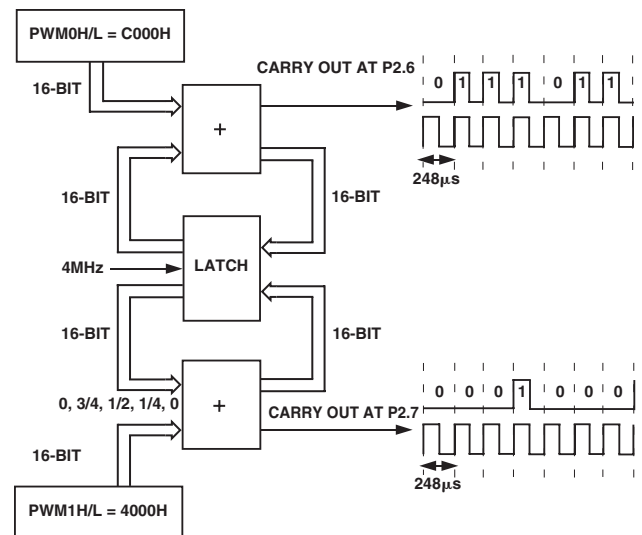 PWM0H/L = C000H
16-BIT
CARRY OUT AT P2.6
0 1 1 1 0 1 1
+
248µs
16-BIT
16-BIT
4MHz
LATCH
16-BIT
16-BIT
0, 3/4, 1/2, 1/4, 0
+
CARRY OUT AT P2.7
0 0 0 1 0 0 0
16-BIT
248µs
PWM1H/L = 4000H